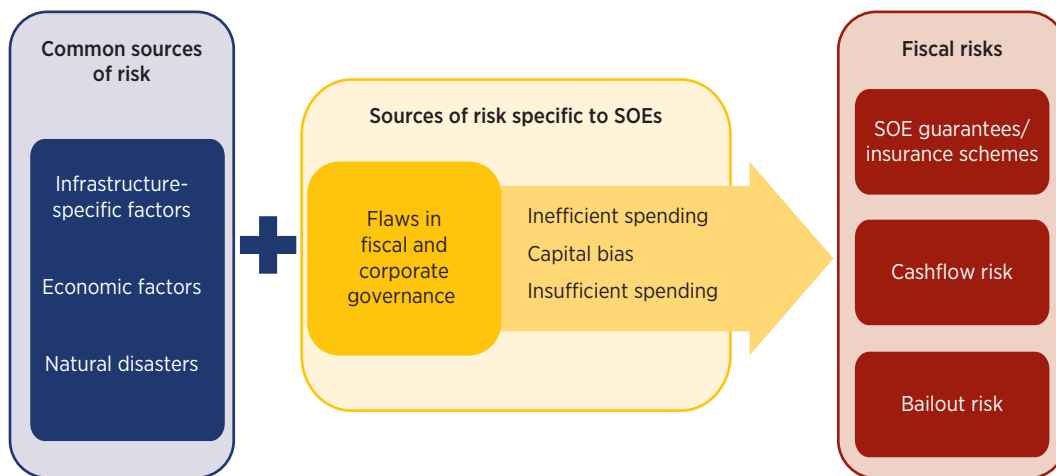 Common sources
of risk
Infrastructure-
specific factors
Economic factors
Natural disasters
Sources of risk specific to SOEs
Flaws in
fiscal and
corporate
governance
Inefficient spending
Capital bias
Insufficient spending
Fiscal risks
SOE guarantees/
insurance schemes
Cashflow risk
Bailout risk